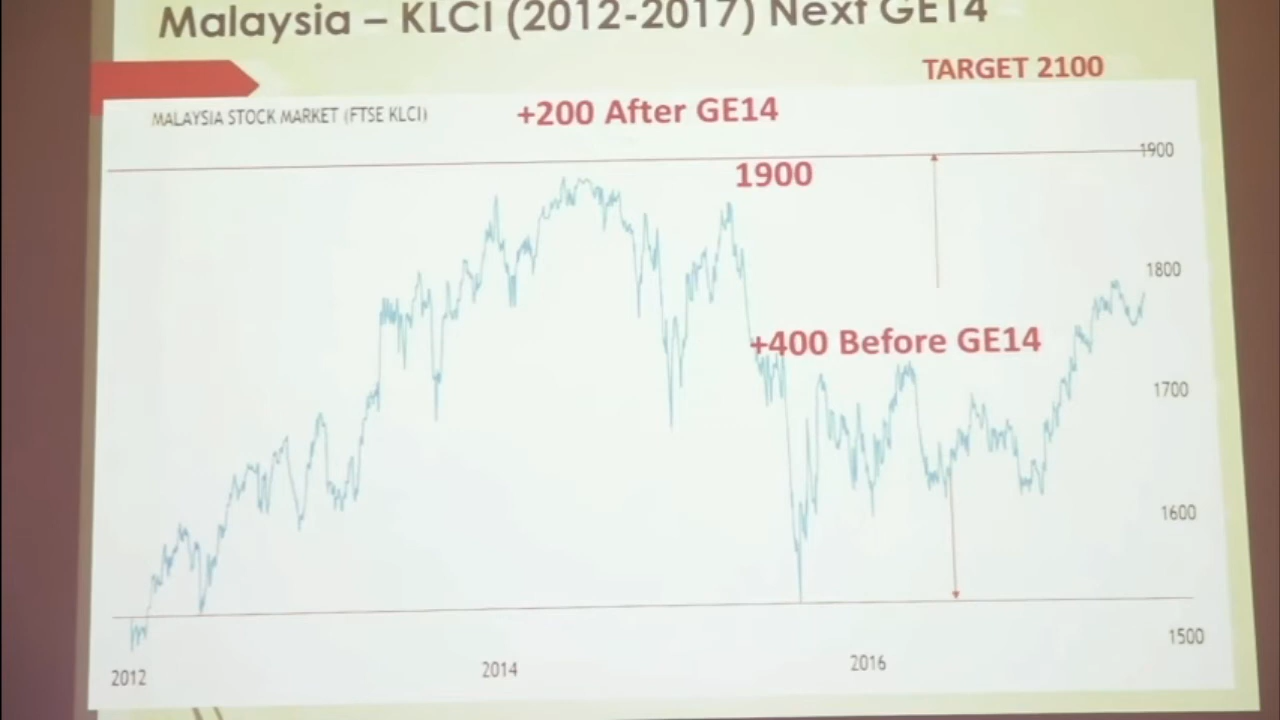 Malaysia – KLCI (2012-2017) Next GE14
TARGET 2100
MALAYSIA STOCK MARKET (FTSE KLCI)
+200 After GE14
1900
1900
1800
+400 Before GE14
1700
1600
1500
2012
2014
2016